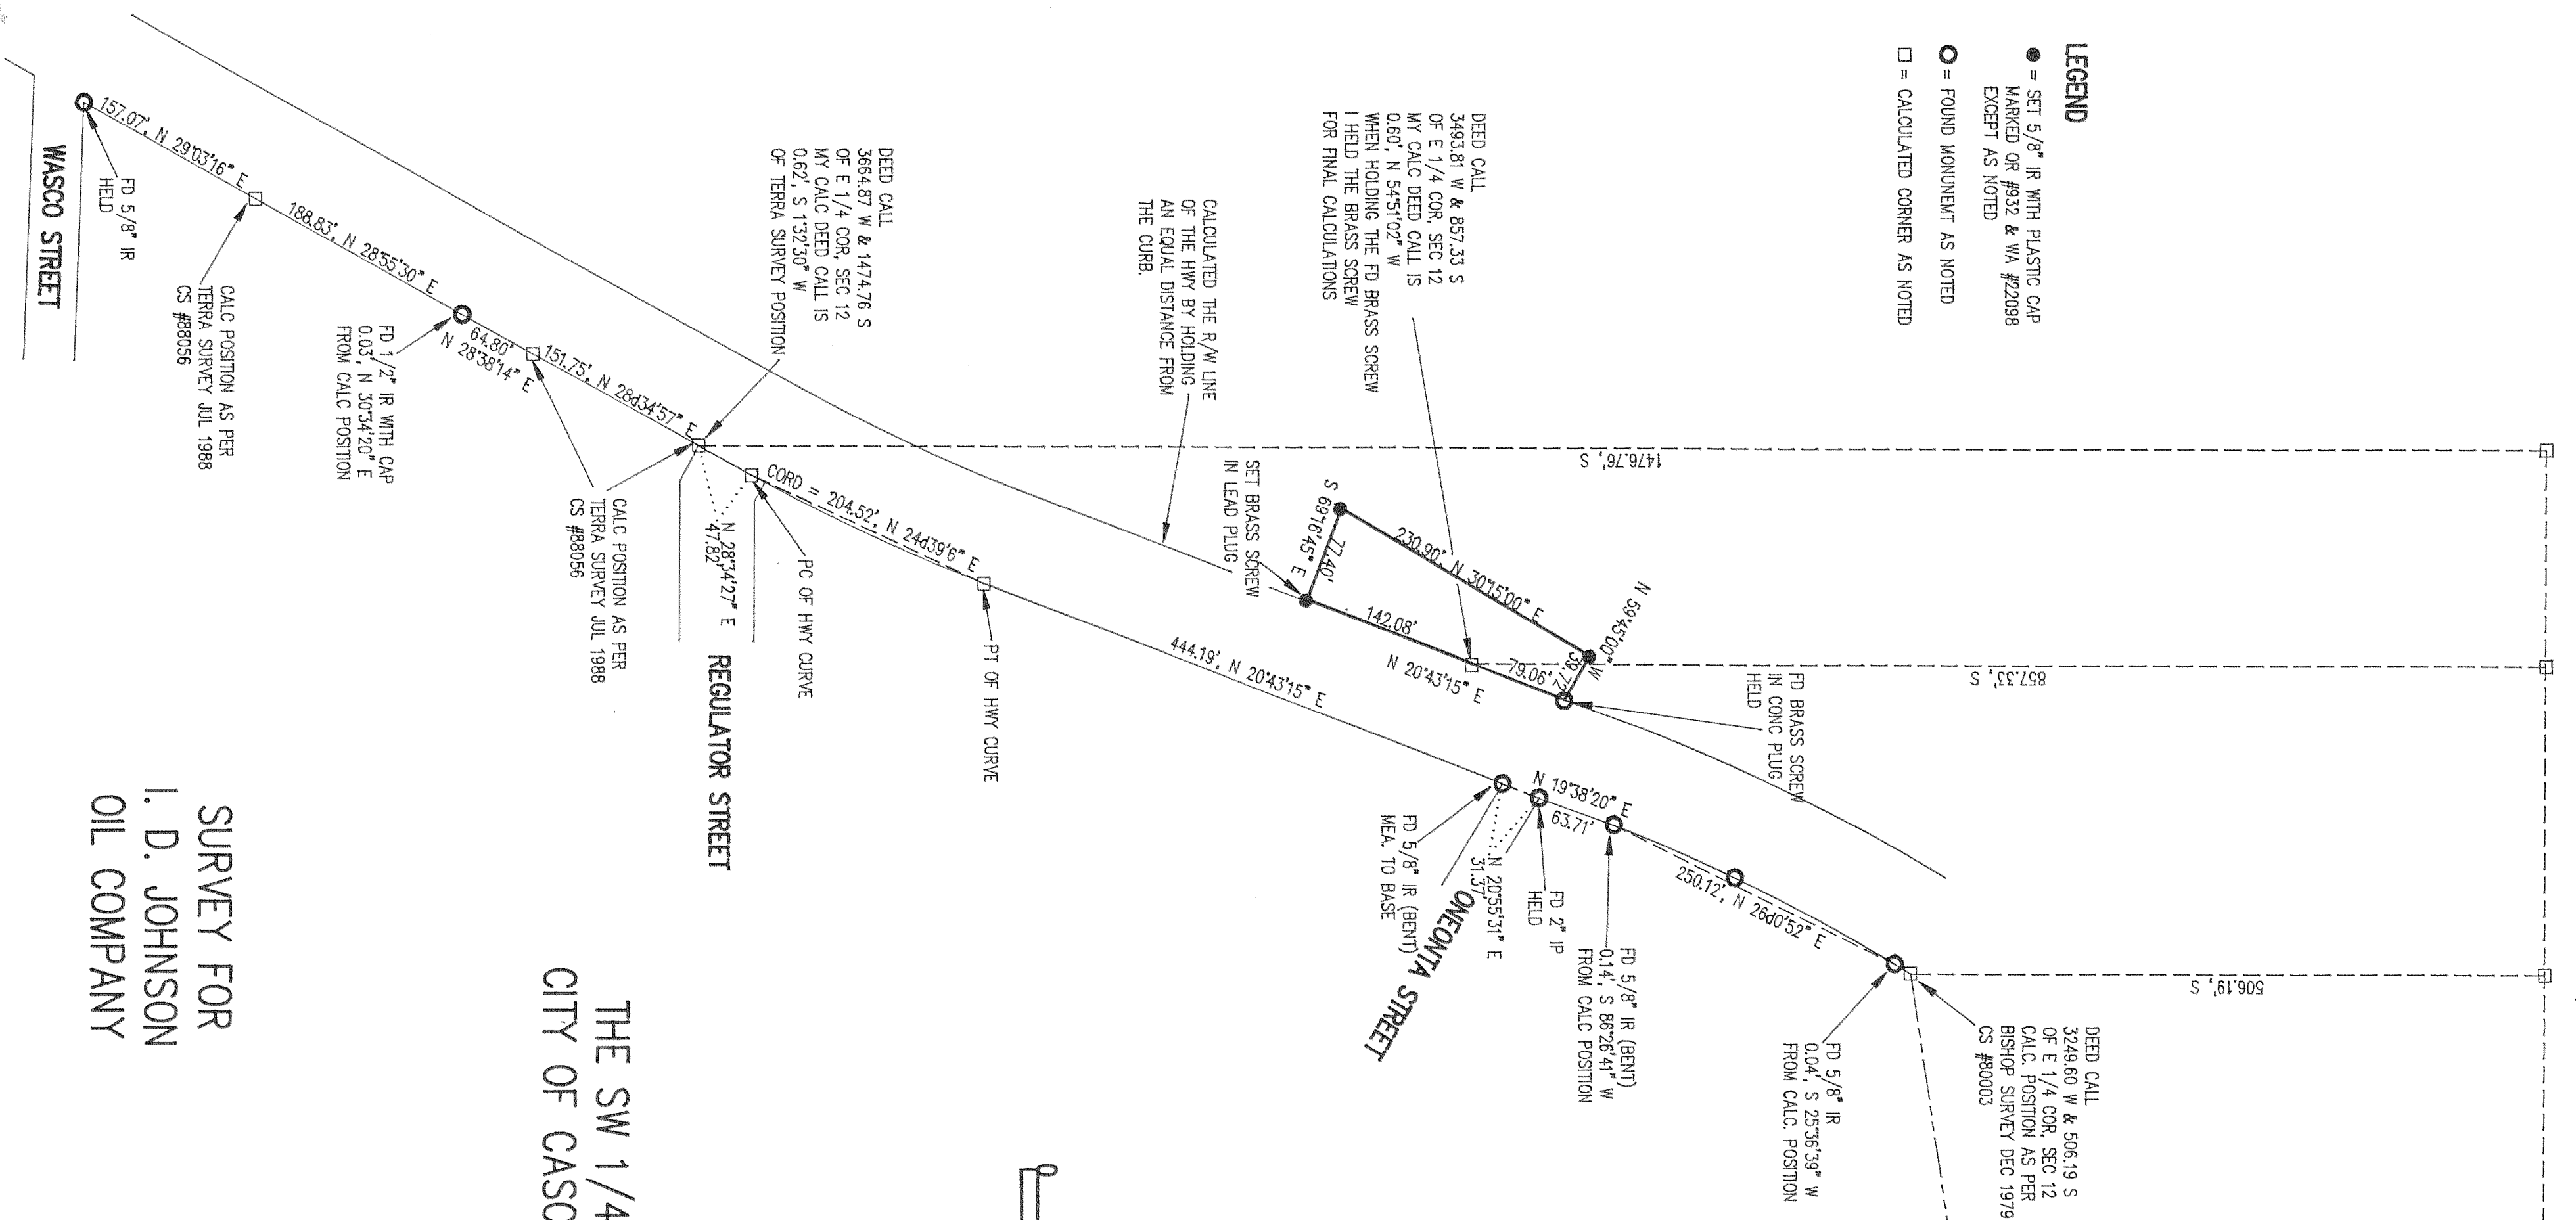 LEGEND
● = SET 5/8" IR WITH PLASTIC CAP
MARKED OR #932 & WA #22098
EXCEPT AS NOTED
O = FOUND MONUNEMT AS NOTED
□ = CALCULATED CORNER AS NOTED
DEED CALL
3493.81 W & 857.33 S
OF E 1/4 COR, SEC 12
MY CALC DEED CALL IS
0.60', N 54°51'02" W
WHEN HOLDING THE FD BRASS SCREW
I HELD THE BRASS SCREW
FOR FINAL CALCULATIONS
CALCULATED THE R/W LINE
OF THE HWY BY HOLDING
AN EQUAL DISTANCE FROM
THE CURB.
DEED CALL
3664.87 W & 1474.76 S
OF E 1/4 COR, SEC 12
MY CALC DEED CALL IS
0.62', S 1°32'30" W
OF TERRA SURVEY POSITION
1476.76', S
857.33', S
506.19', S
N 59°45'00" W
39.72'
230.90', N 30°15'00" E
S 69°16'45" E
77.40'
142.08'
79.06'
N 20°43'15" E
SET BRASS SCREW
IN LEAD PLUG
FD BRASS SCREW
IN CONC PLUG
HELD
DEED CALL
3249.60 W & 506.19 S
OF E 1/4 COR, SEC 12
CALC. POSITION AS PER
BISHOP SURVEY DEC 1979
CS #80003
FD 5/8" IR
0.04', S 25°36'39" W
FROM CALC. POSITION
250.12', N 26d0'52" E
FD 5/8" IR (BENT)
0.14', S 86°26'41" W
FROM CALC POSITION
N 19°38'20" E
63.71'
FD 2" IP
HELD
N 20°55'31" E
31.37'
ONEONTA STREET
FD 5/8" IR (BENT)
MEA. TO BASE
444.19', N 20°43'15" E
PT OF HWY CURVE
CORD = 204.52', N 24d39'6" E
PC OF HWY CURVE
N 28°34'27" E
47.82'
REGULATOR STREET
151.75', N 28d34'57" E
CALC POSITION AS PER
TERRA SURVEY JUL 1988
CS #88056
64.80'
N 28°38'14" E
FD 1/2" IR WITH CAP
0.03', N 30°34'20" E
FROM CALC POSITION
188.83', N 28°55'30" E
CALC POSITION AS PER
TERRA SURVEY JUL 1988
CS #88056
157.07', N 29°03'16" E
FD 5/8" IR
HELD
WASCO STREET
THE SW 1/4
CITY OF CASC
SURVEY FOR
I. D. JOHNSON
OIL COMPANY